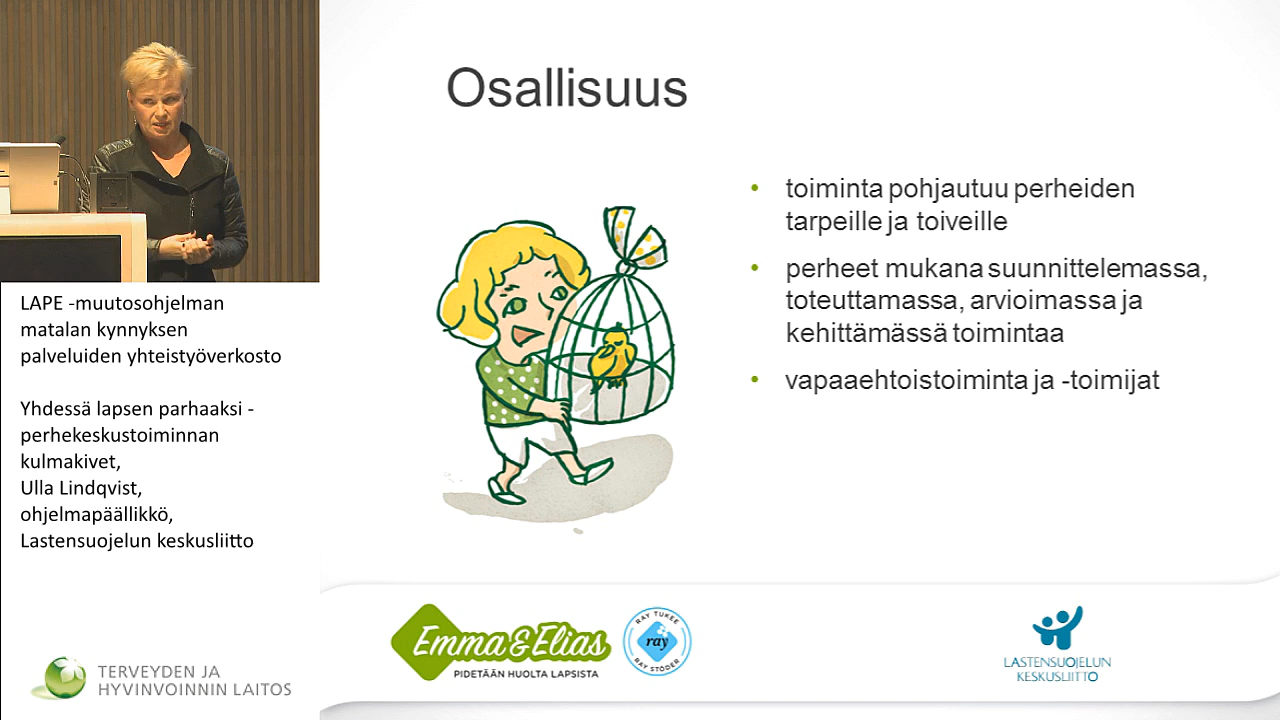 Osallisuus
• toiminta pohjautuu perheiden
tarpeille ja toiveille
• perheet mukana suunnittelemassa,
toteuttamassa, arvioimassa ja
kehittämässä toimintaa
• vapaaehtoistoiminta ja -toimijat
LAPE -muutosohjelman
matalan kynnyksen
palveluiden yhteistyöverkosto
Yhdessä lapsen parhaaksi -
perhekeskustoiminnan
kulmakivet,
Ulla Lindqvist,
ohjelmapäällikkö,
Lastensuojelun keskusliitto
TERVEYDEN JA
HYVINVOINNIN LAITOS
Emma & Elias
PIDETÄÄN HUOLTA LAPSISTA
RAY TUKEE
ray
RAY STÖDER
LASTENSUOJELUN
KESKUSLIITTO